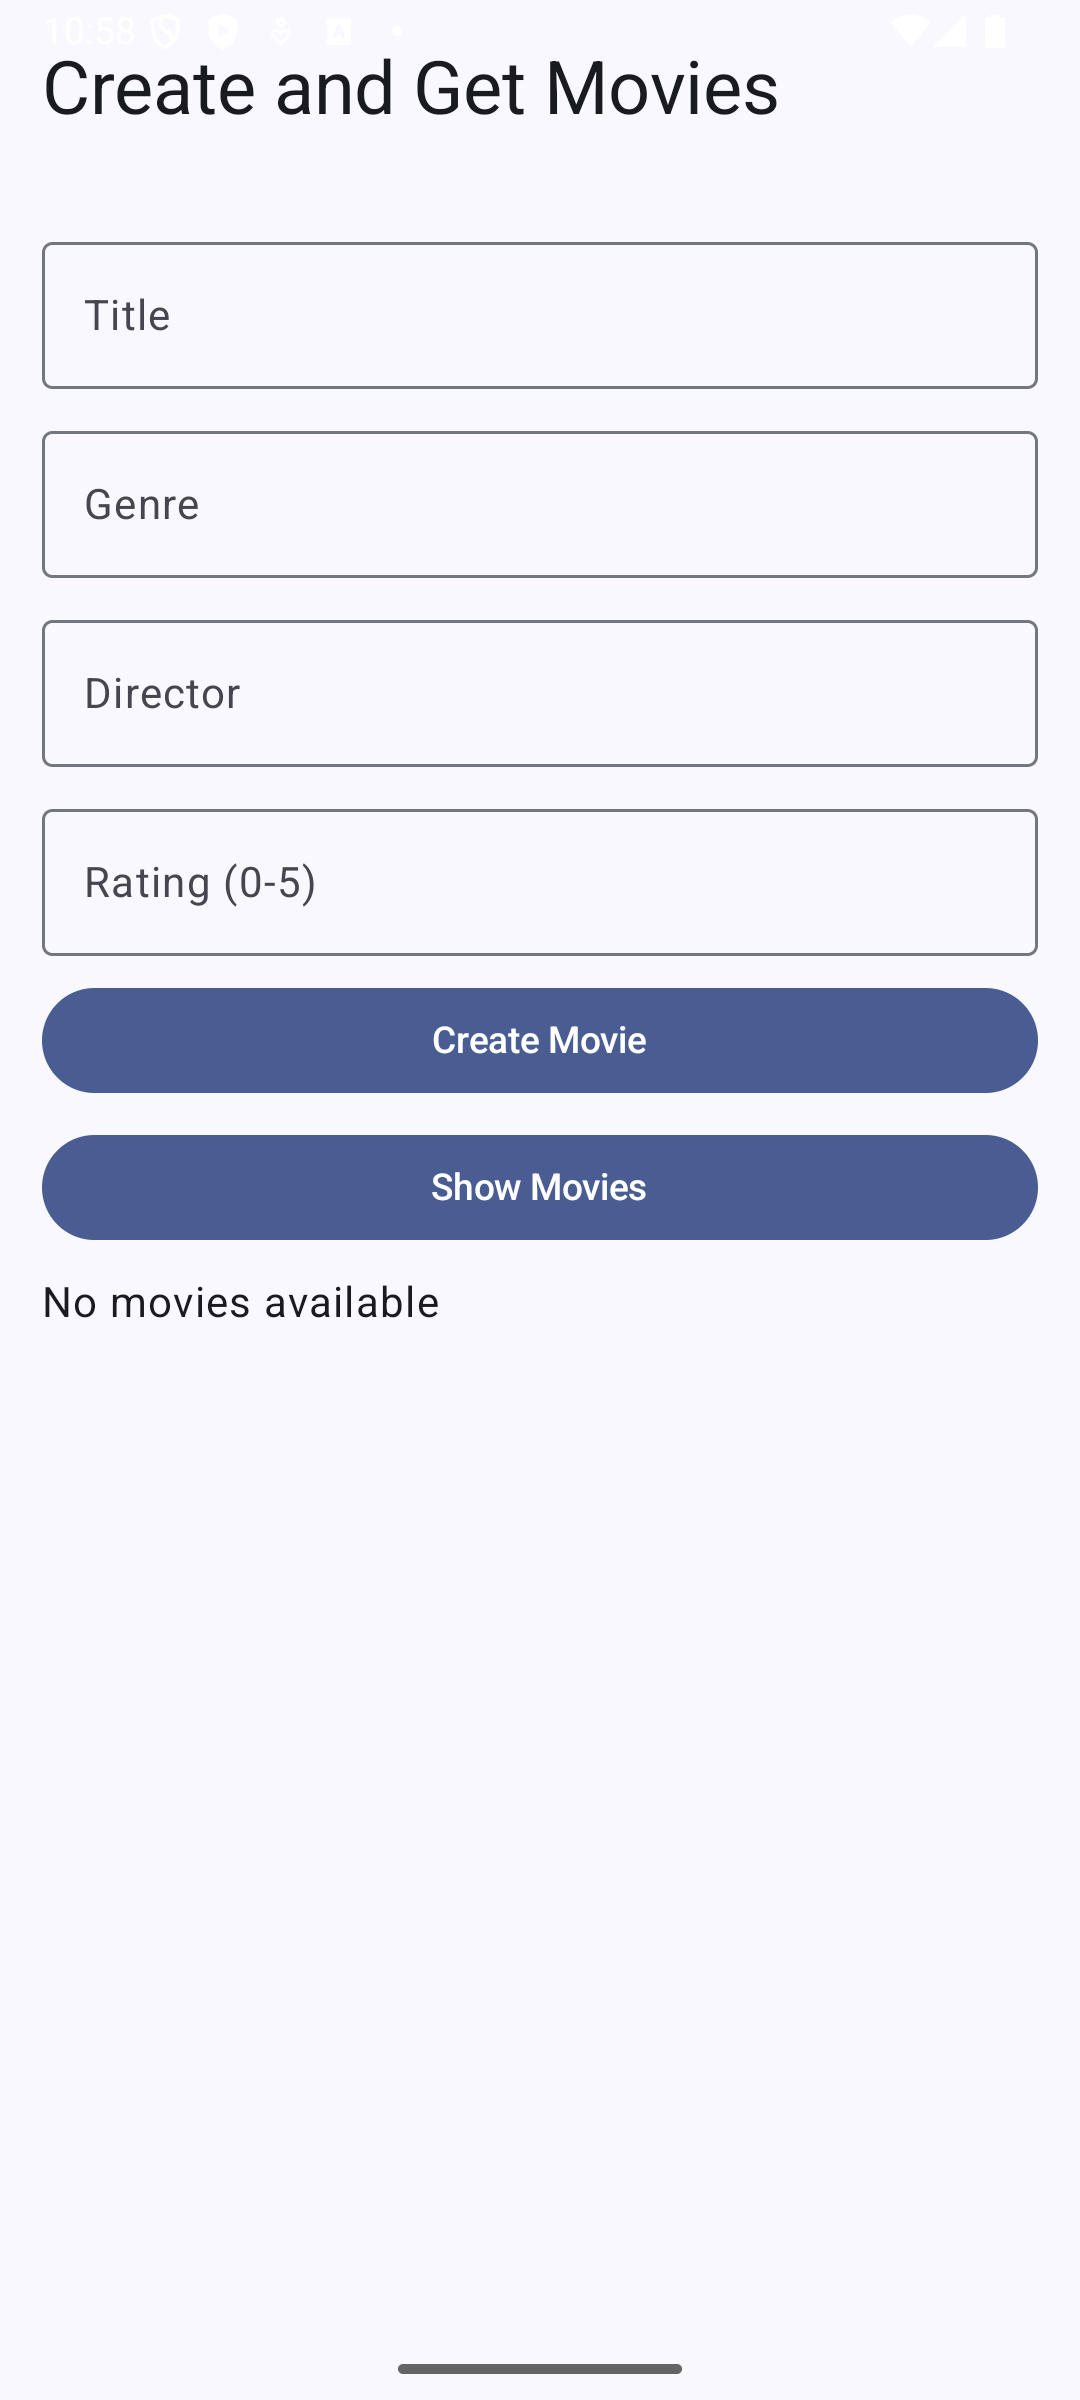 10:58
Create and Get Movies
Title
Genre
Director
Rating (0-5)
Create Movie
Show Movies
No movies available